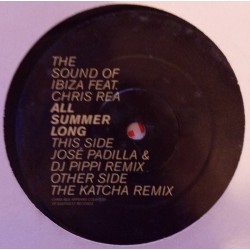 THE
SOUND OF
IBIZA FEAT.
CHRIS REA
ALL
SUMMER
LONG
THIS SIDE
JOSÉ PADILLA &
DJ PIPPI REMIX
OTHER SIDE
THE KATCHA REMIX